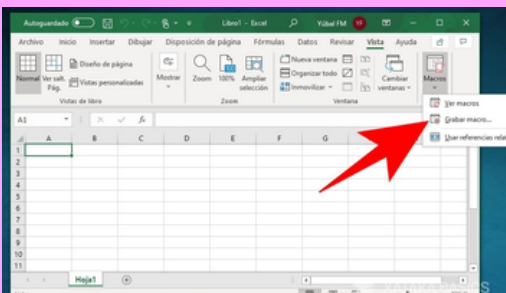 Autoguardado Libro1 - Excel Yúbal FM YF
Archivo Inicio Insertar Dibujar Disposición de página Fórmulas Datos Revisar Vista Ayuda
Normal Ver salt. Pág. Diseño de página Vistas personalizadas Mostrar Zoom 100% Ampliar selección Nueva ventana Organizar todo Inmovilizar Cambiar ventanas Macros
Vistas de libro Zoom Ventana
Ver macros
Grabar macro...
Usar referencias relat
A1 fx
A B C D E F G
1
2
3
4
5
6
7
8
9
10
11
Hoja1